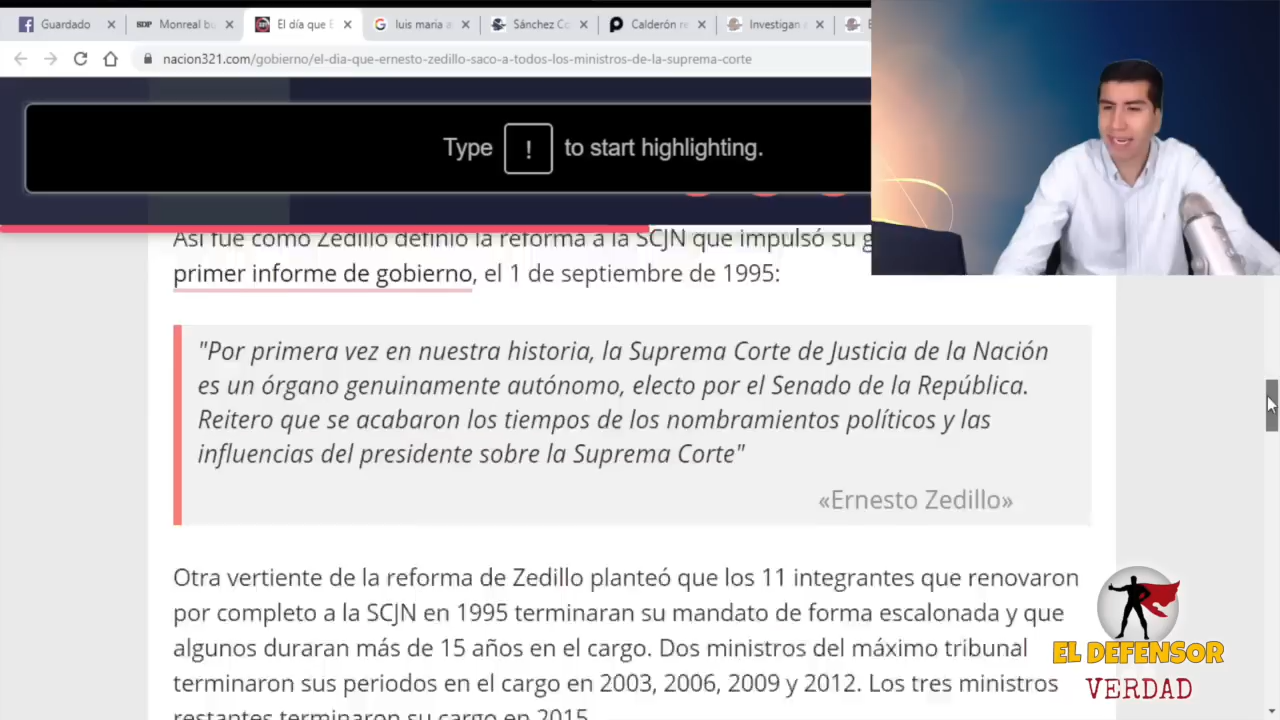 Guardado
Monreal bu
El día que E
luis maria a
Sánchez Co
Calderón no
Investigan
nacion321.com/gobierno/el-dia-que-ernesto-zedillo-saco-a-todos-los-ministros-de-la-suprema-corte
Type ! to start highlighting.
Así fue como Zedillo definió la reforma a la SCJN que impulsó su
primer informe de gobierno, el 1 de septiembre de 1995:
"Por primera vez en nuestra historia, la Suprema Corte de Justicia de la Nación
es un órgano genuinamente autónomo, electo por el Senado de la República.
Reitero que se acabaron los tiempos de los nombramientos políticos y las
influencias del presidente sobre la Suprema Corte"
«Ernesto Zedillo»
Otra vertiente de la reforma de Zedillo planteó que los 11 integrantes que renovaron
por completo a la SCJN en 1995 terminaran su mandato de forma escalonada y que
algunos duraran más de 15 años en el cargo. Dos ministros del máximo tribunal
terminaron sus periodos en el cargo en 2003, 2006, 2009 y 2012. Los tres ministros
restantes terminaron su cargo en 2015.
EL DEFENSOR
VERDAD